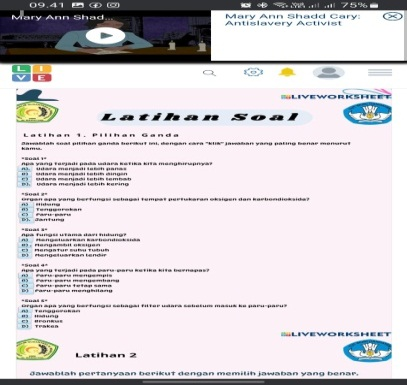 09.41
75%
Mary Ann Shad...
Mary Ann Shadd Cary:
Antislavery Activist
LIVE
LIVEWORKSHEETS
Latihan Soal
Latihan 1. Pilihan Ganda
Jawablah soal pilihan ganda berikut ini, dengan cara "klik" jawaban yang paling benar menurut
kamu.
*Soal 1*
Apa yang terjadi pada udara ketika kita menghirupnya?
A). Udara menjadi lebih panas
B) Udara menjadi lebih dingin
C) Udara menjadi lebih lembab
D). Udara menjadi lebih kering
*Soal 2*
Organ apa yang berfungsi sebagai tempat pertukaran oksigen dan karbondioksida?
A) Hidung
B) Tenggorokan
C) Paru-paru
D). Jantung
*Soal 3*
Apa fungsi utama dari hidung?
A) Mengeluarkan karbondioksida
B) Mengambil oksigen
C) Mengatur suhu tubuh
D) Mengeluarkan lendir
*Soal 4*
Apa yang terjadi pada paru-paru ketika kita bernapas?
A) Paru-paru mengempis
B) Paru-paru mengembang
C) Paru-paru tetap sama
D) Paru-paru menghilang
*Soal 5*
Organ apa yang berfungsi sebagai filter udara sebelum masuk ke paru-paru?
A) Tenggorokan
B) Hidung
C) Bronkus
D) Trakea
LIVEWORKSHEETS
Latihan 2
Jawablah pertanyaan berikut dengan memilih jawaban yang benar.